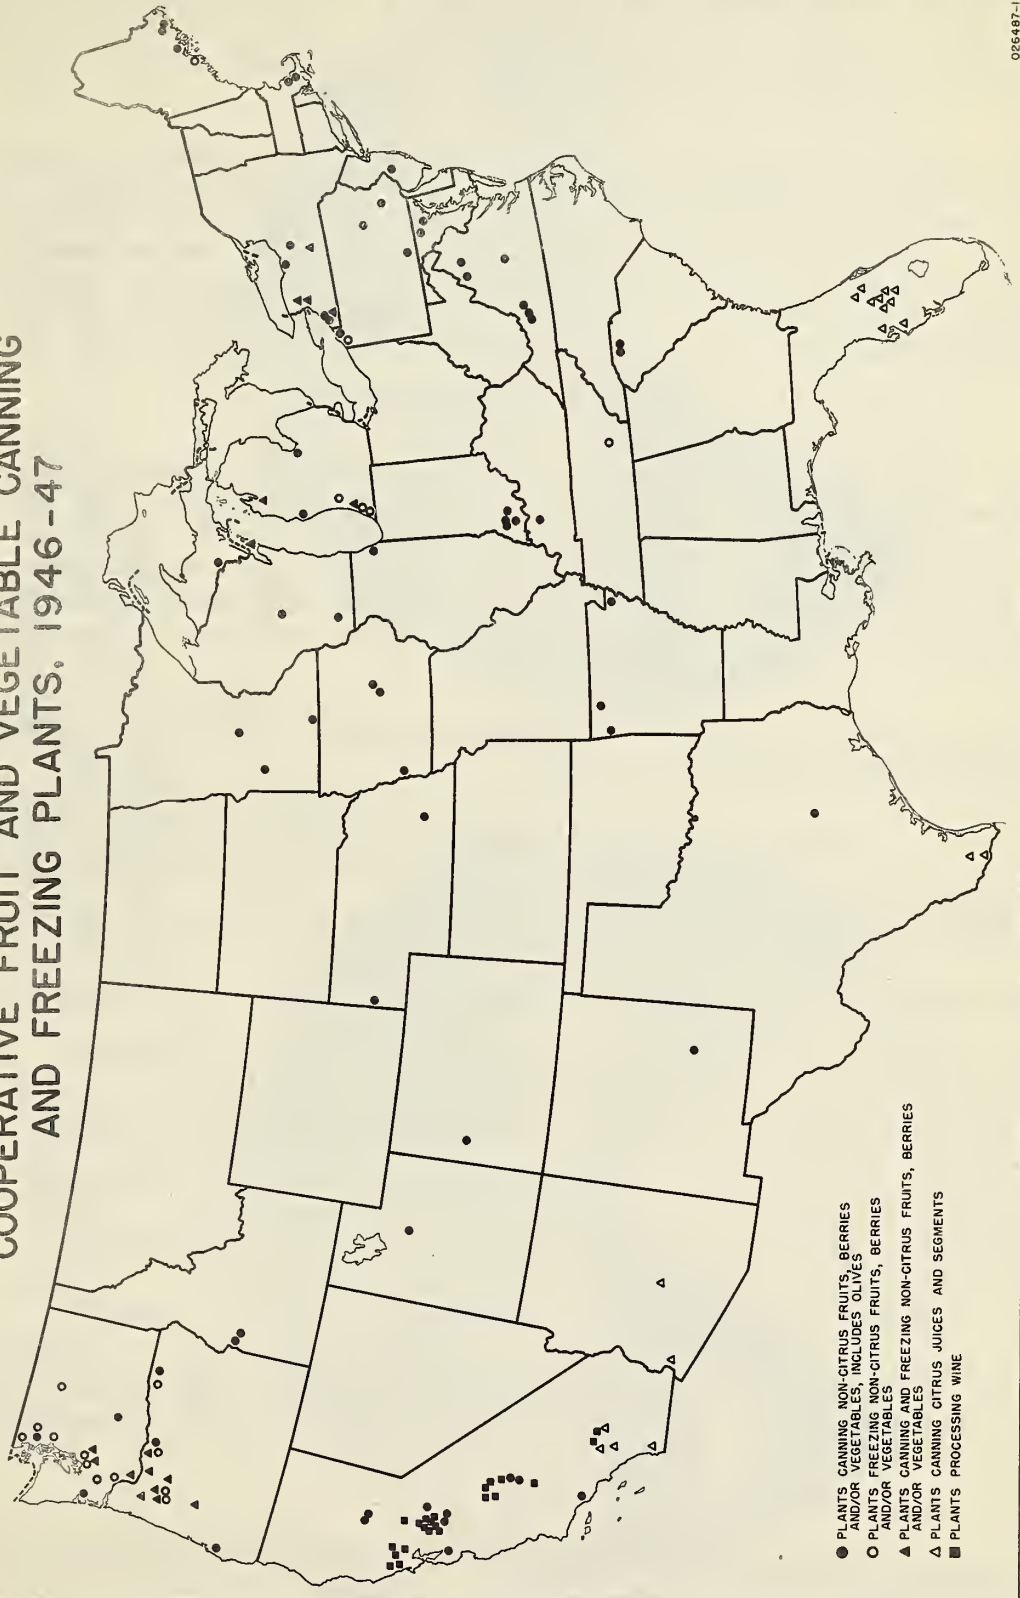 COOPERATIVE FRUIT AND VEGETABLE CANNING
AND FREEZING PLANTS, 1946-47
PLANTS CANNING NON-CITRUS FRUITS, BERRIES
AND/OR VEGETABLES, INCLUDES OLIVES
PLANTS FREEZING NON-CITRUS FRUITS, BERRIES
AND/OR VEGETABLES
PLANTS CANNING AND FREEZING NON-CITRUS FRUITS, BERRIES
AND/OR VEGETABLES
PLANTS CANNING CITRUS JUICES AND SEGMENTS
PLANTS PROCESSING WINE
026487-1